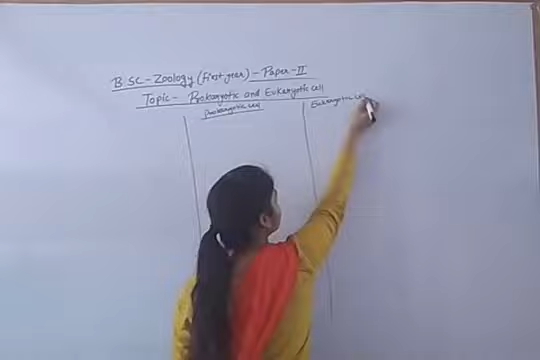 B.SC-Zoology (first year) - Paper-II
Topic- Prokaryotic and Eukaryotic cell
Prokaryotic cell
Eukaryotic cell